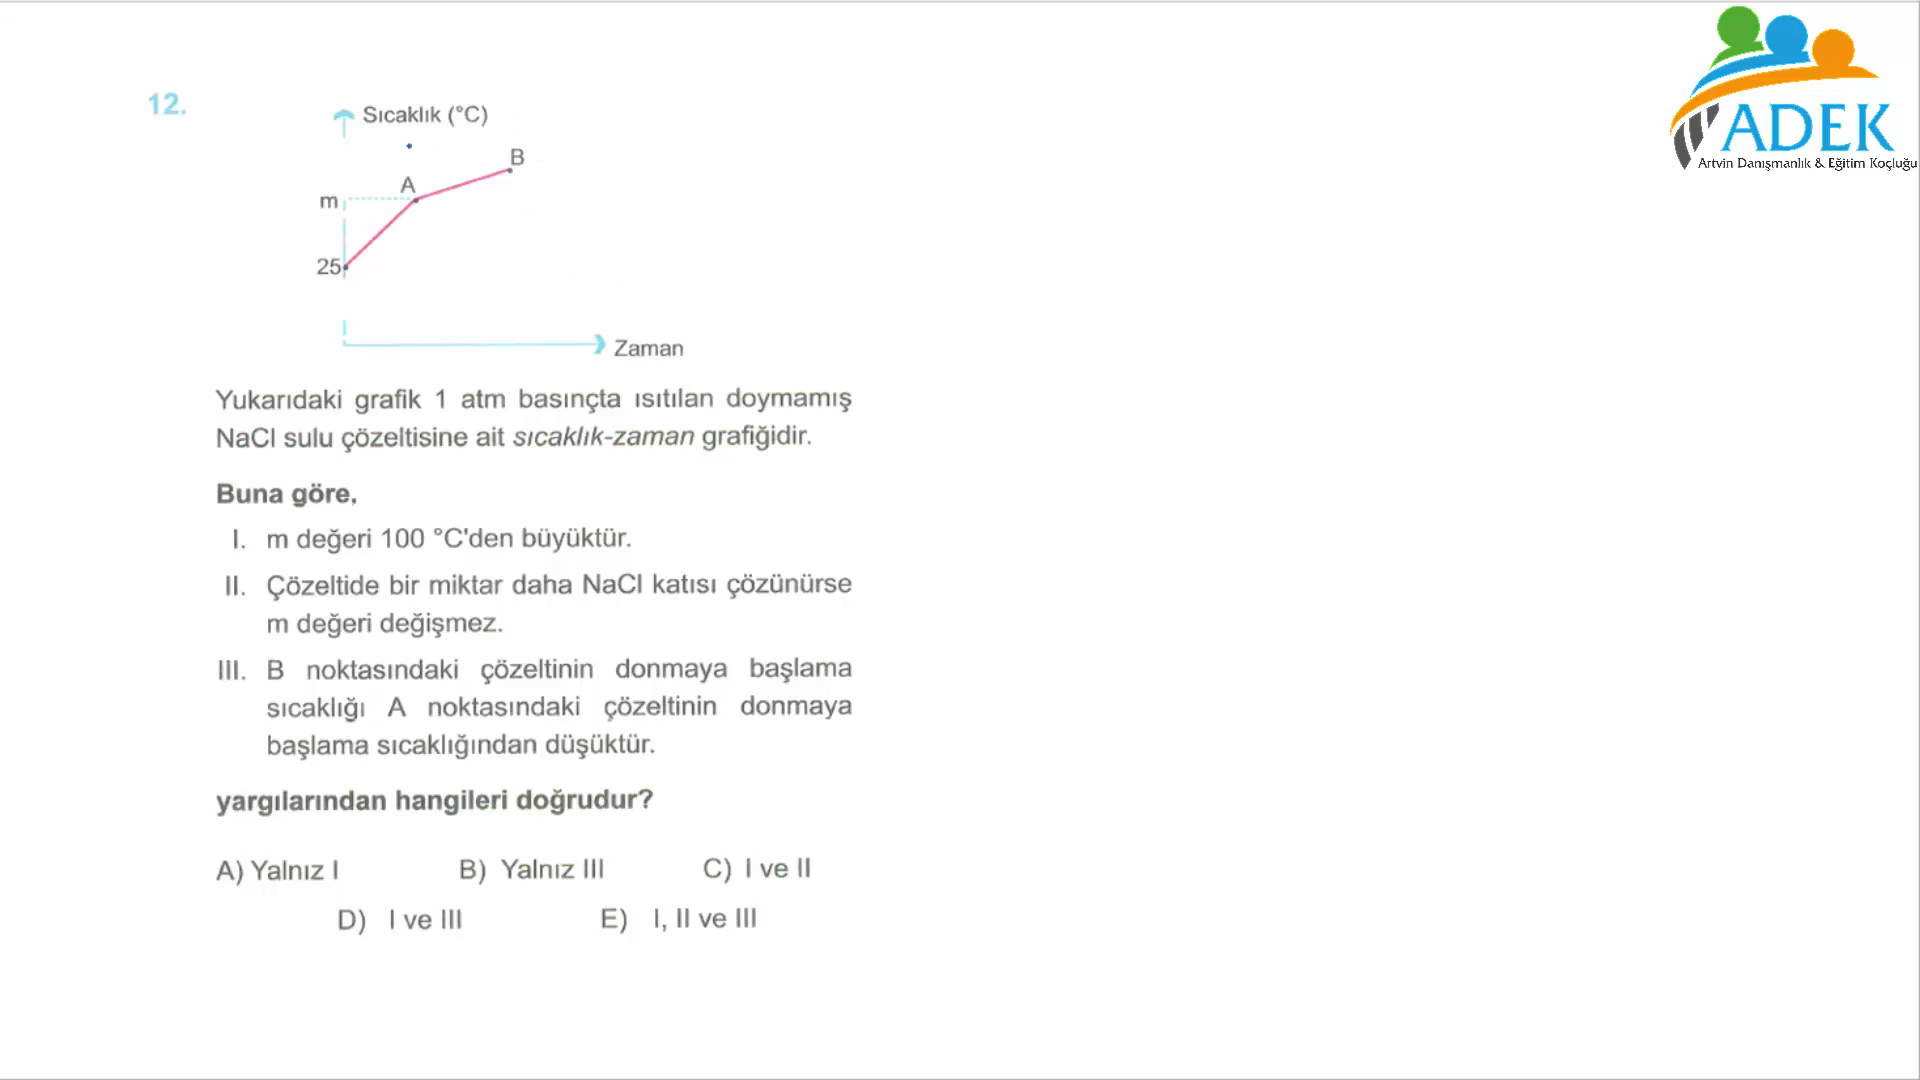 ADEK
Artvin Danışmanlık & Eğitim Koçluğu
12.
Sıcaklık (°C)
B
A
m
25
Zaman
Yukarıdaki grafik 1 atm basınçta ısıtılan doymamış
NaCl sulu çözeltisine ait sıcaklık-zaman grafiğidir.
Buna göre,
I. m değeri 100 °C'den büyüktür.
II. Çözeltide bir miktar daha NaCl katısı çözünürse
m değeri değişmez.
III. B noktasındaki çözeltinin donmaya başlama
sıcaklığı A noktasındaki çözeltinin donmaya
başlama sıcaklığından düşüktür.
yargılarından hangileri doğrudur?
A) Yalnız I B) Yalnız III C) I ve II
D) I ve III E) I, II ve III